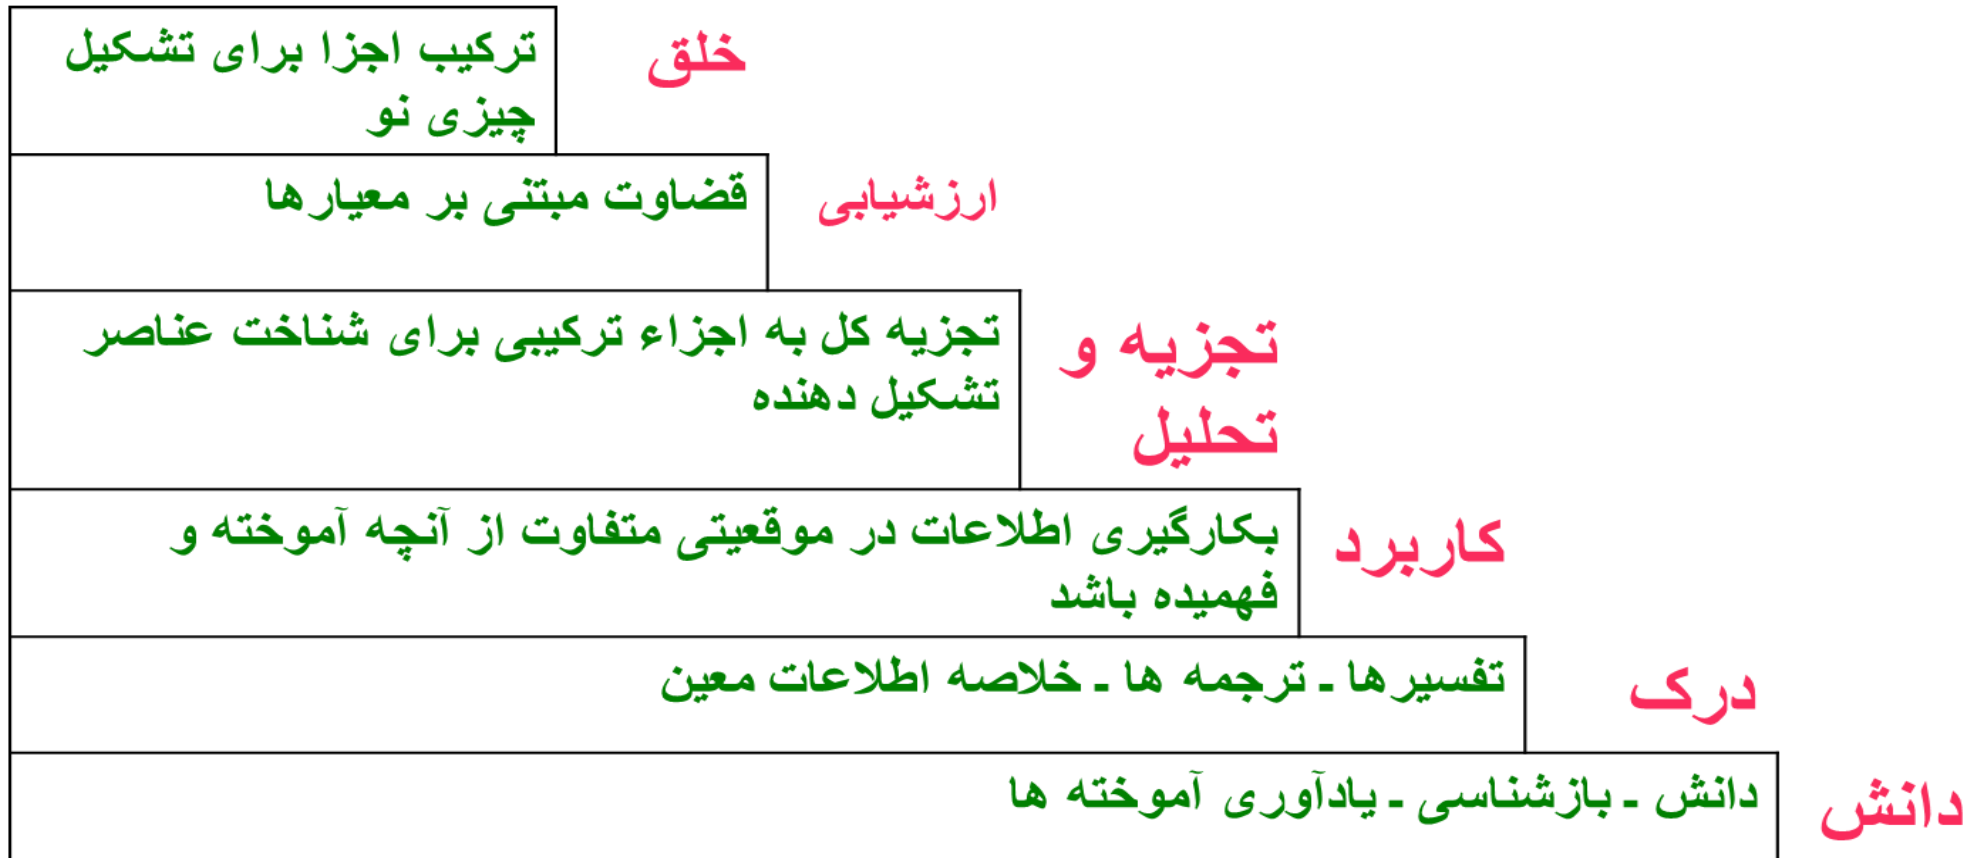 خلق
ترکیب اجزا برای تشکیل
چیزی نو
ارزشیابی
قضاوت مبتنی بر معیارها
تجزیه و
تحلیل
تجزیه کل به اجزاء ترکیبی برای شناخت عناصر
تشکیل دهنده
کاربرد
بکارگیری اطلاعات در موقعیتی متفاوت از آنچه آموخته و
فهمیده باشد
درک
تفسیرها ـ ترجمه ها ـ خلاصه اطلاعات معین
دانش
دانش ـ بازشناسی ـ یادآوری آموخته ها